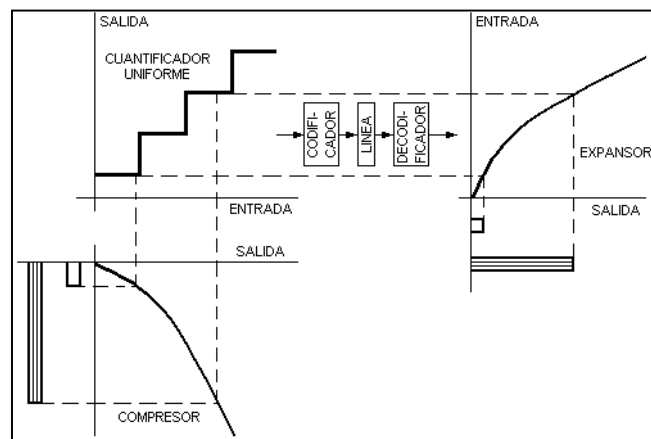 SALIDA
CUANTIFICADOR
UNIFORME
ENTRADA
CODIFI-
CADOR
LINEA
DECODI-
FICADOR
ENTRADA
EXPANSOR
SALIDA
SALIDA
COMPRESOR